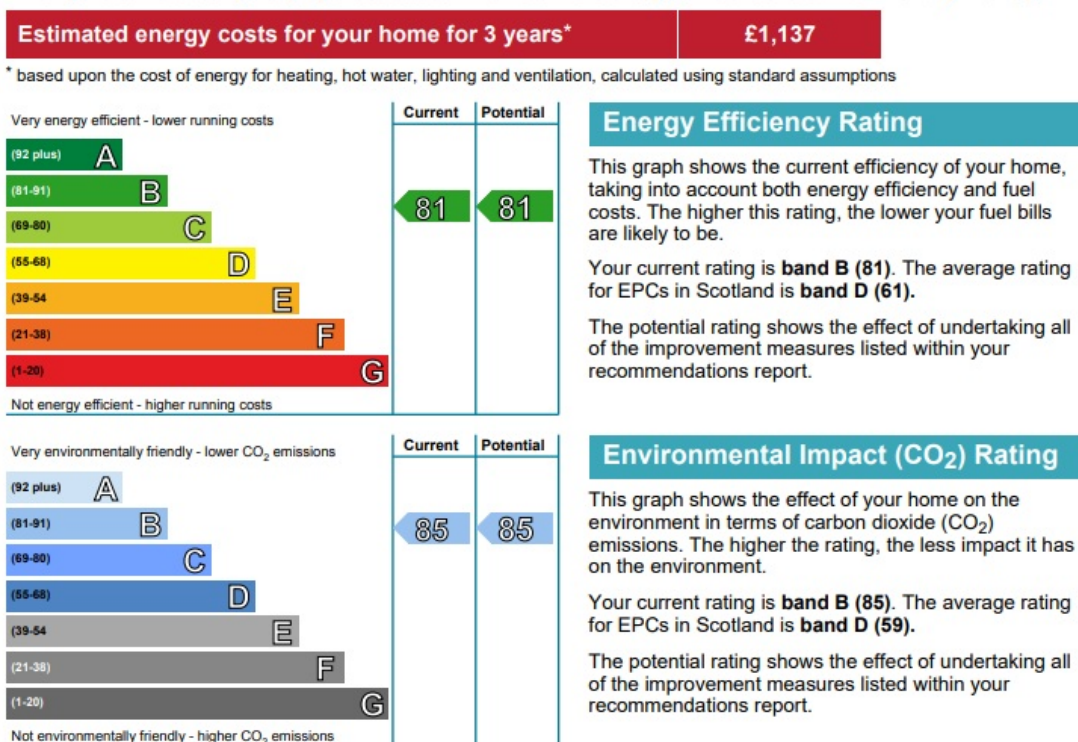 Estimated energy costs for your home for 3 years* £1,137
* based upon the cost of energy for heating, hot water, lighting and ventilation, calculated using standard assumptions
Very energy efficient - lower running costs
Current Potential
(92 plus) A
(81-91) B
(69-80) C
(55-68) D
(39-54 E
(21-38) F
(1-20) G
81 81
Not energy efficient - higher running costs
Energy Efficiency Rating
This graph shows the current efficiency of your home,
taking into account both energy efficiency and fuel
costs. The higher this rating, the lower your fuel bills
are likely to be.
Your current rating is band B (81). The average rating
for EPCs in Scotland is band D (61).
The potential rating shows the effect of undertaking all
of the improvement measures listed within your
recommendations report.
Very environmentally friendly - lower CO₂ emissions
Current Potential
(92 plus) A
(81-91) B
(69-80) C
(55-68) D
(39-54 E
(21-38) F
(1-20) G
85 85
Not environmentally friendly - higher CO₂ emissions
Environmental Impact (CO₂) Rating
This graph shows the effect of your home on the
environment in terms of carbon dioxide (CO₂)
emissions. The higher the rating, the less impact it has
on the environment.
Your current rating is band B (85). The average rating
for EPCs in Scotland is band D (59).
The potential rating shows the effect of undertaking all
of the improvement measures listed within your
recommendations report.